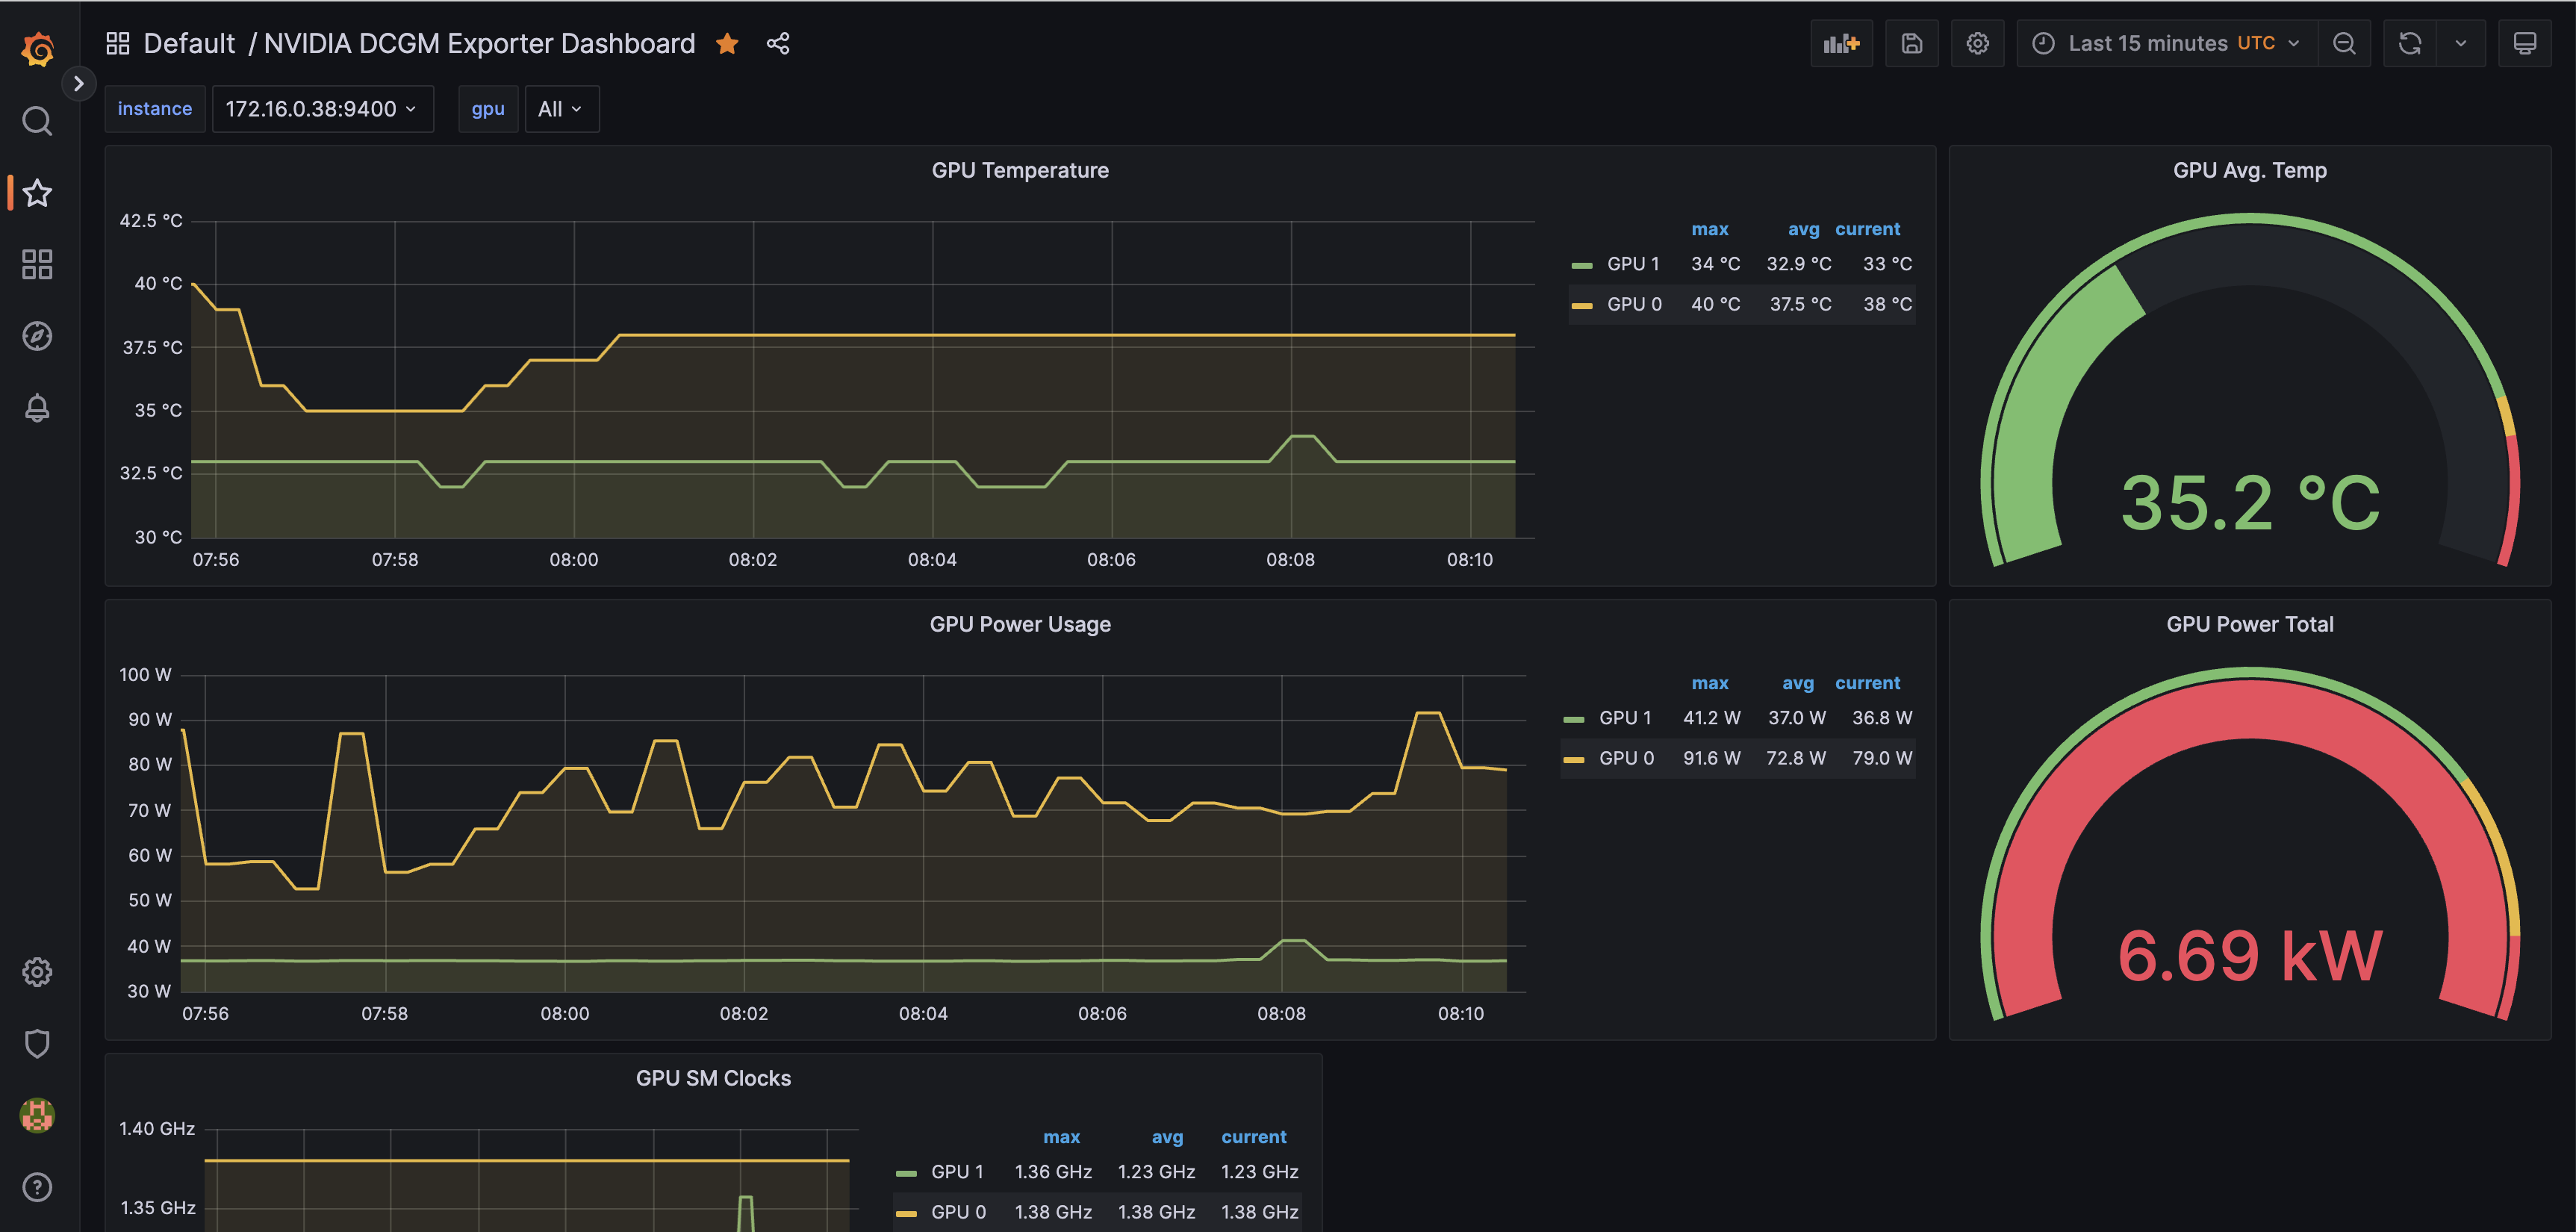 Default / NVIDIA DCGM Exporter Dashboard
Last 15 minutes UTC
instance 172.16.0.38:9400 gpu All
GPU Temperature
42.5 °C
40 °C
37.5 °C
35 °C
32.5 °C
30 °C
07:56 07:58 08:00 08:02 08:04 08:06 08:08 08:10
max avg current
GPU 1 34 °C 32.9 °C 33 °C
GPU 0 40 °C 37.5 °C 38 °C
GPU Avg. Temp
35.2 °C
GPU Power Usage
100 W
90 W
80 W
70 W
60 W
50 W
40 W
30 W
07:56 07:58 08:00 08:02 08:04 08:06 08:08 08:10
max avg current
GPU 1 41.2 W 37.0 W 36.8 W
GPU 0 91.6 W 72.8 W 79.0 W
GPU Power Total
6.69 kW
GPU SM Clocks
1.40 GHz
1.35 GHz
max avg current
GPU 1 1.36 GHz 1.23 GHz 1.23 GHz
GPU 0 1.38 GHz 1.38 GHz 1.38 GHz